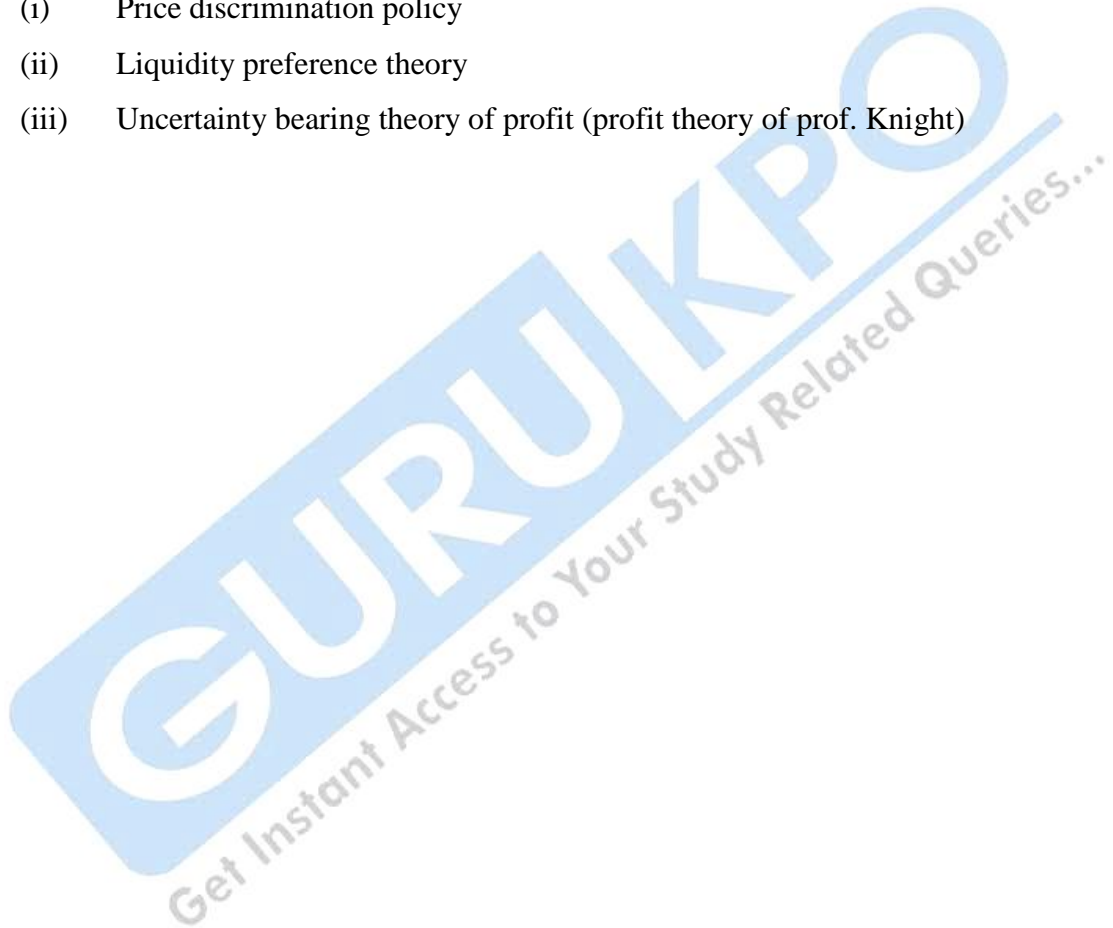 (i) Price discrimination policy
(ii) Liquidity preference theory
(iii) Uncertainty bearing theory of profit (profit theory of prof. Knight)
GURUKPO
Get Instant Access to Your Study Related Queries...